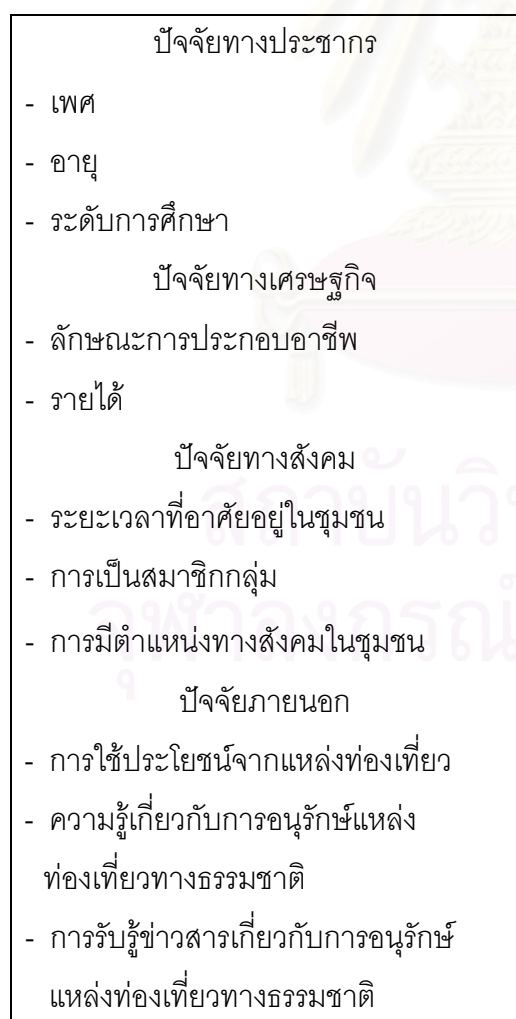 ปัจจัยทางประชากร
- เพศ
- อายุ
- ระดับการศึกษา
ปัจจัยทางเศรษฐกิจ
- ลักษณะการประกอบอาชีพ
- รายได้
ปัจจัยทางสังคม
- ระยะเวลาที่อาศัยอยู่ในชุมชน
- การเป็นสมาชิกกลุ่ม
- การมีตำแหน่งทางสังคมในชุมชน
ปัจจัยภายนอก
- การใช้ประโยชน์จากแหล่งท่องเที่ยว
- ความรู้เกี่ยวกับการอนุรักษ์แหล่ง
ท่องเที่ยวทางธรรมชาติ
- การรับรู้ข่าวสารเกี่ยวกับการอนุรักษ์
แหล่งท่องเที่ยวทางธรรมชาติ